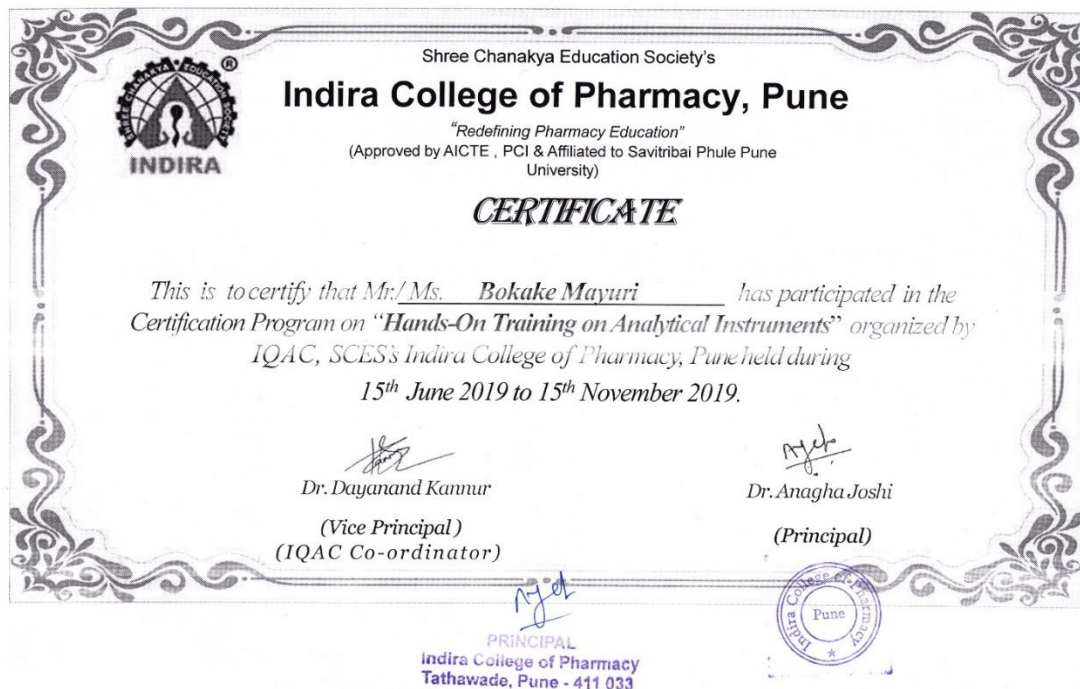 Shree Chanakya Education Society's
Indira College of Pharmacy, Pune
"Redefining Pharmacy Education"
(Approved by AICTE , PCI & Affiliated to Savitribai Phule Pune
University)
SHREE CHANAKYA EDUCATION SOCIETY
®
INDIRA
CERTIFICATE
This is to certify that Mr./ Ms. Bokake Mayuri has participated in the
Certification Program on "Hands-On Training on Analytical Instruments" organized by
IQAC, SCES's Indira College of Pharmacy, Pune held during
15th June 2019 to 15th November 2019.
Dr. Dayanand Kannur
(Vice Principal)
(IQAC Co-ordinator)
Dr. Anagha Joshi
(Principal)
PRINCIPAL
Indira College of Pharmacy
Tathawade, Pune - 411 033
Indira College of Pharmacy
Pune